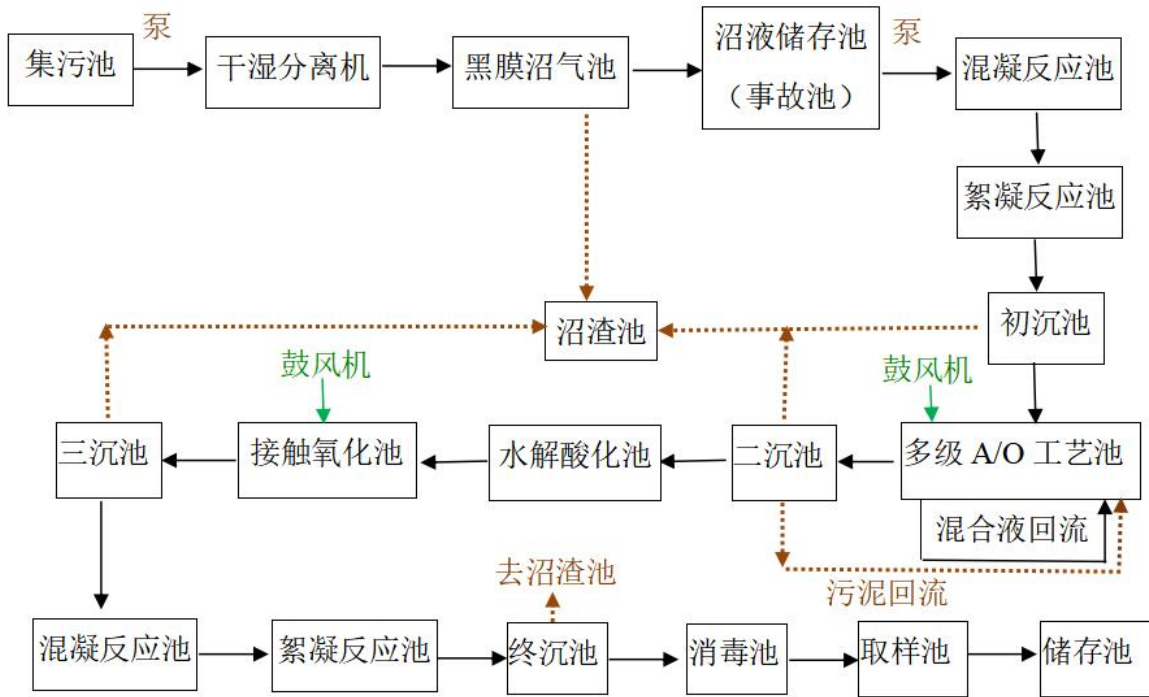 集污池
泵
干湿分离机
黑膜沼气池
沼液储存池
（事故池）
泵
混凝反应池
絮凝反应池
初沉池
沼渣池
鼓风机
鼓风机
三沉池
接触氧化池
水解酸化池
二沉池
多级 A/O 工艺池
混合液回流
污泥回流
去沼渣池
混凝反应池
絮凝反应池
终沉池
消毒池
取样池
储存池